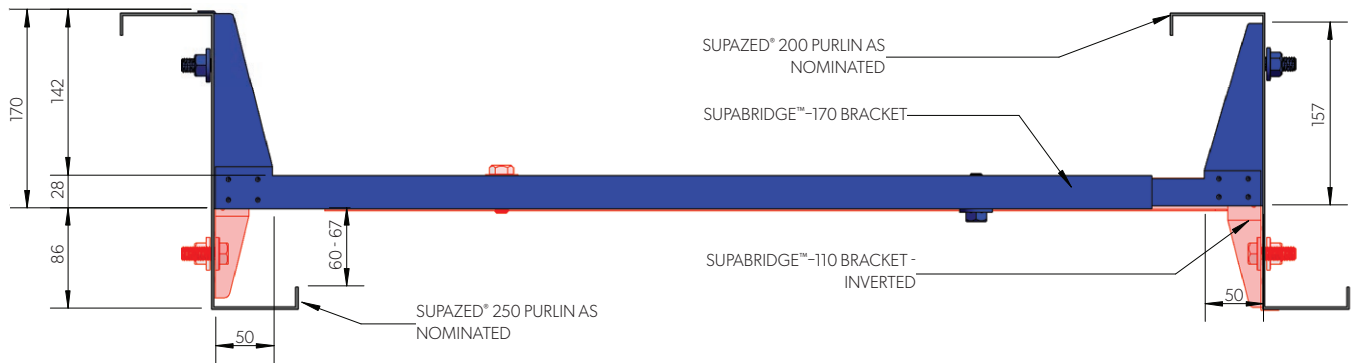 170
142
28
86
50
60 - 67
SUPAZED® 250 PURLIN AS
NOMINATED
SUPAZED® 200 PURLIN AS
NOMINATED
SUPABRIDGE™-170 BRACKET
SUPABRIDGE™-110 BRACKET -
INVERTED
157
50